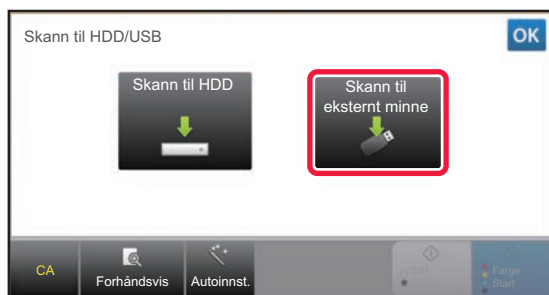 Skann til HDD/USB
OK
Skann til HDD
Skann til
eksternt minne
CA
Forhåndsvis
Autoinnst.
Farge
Start